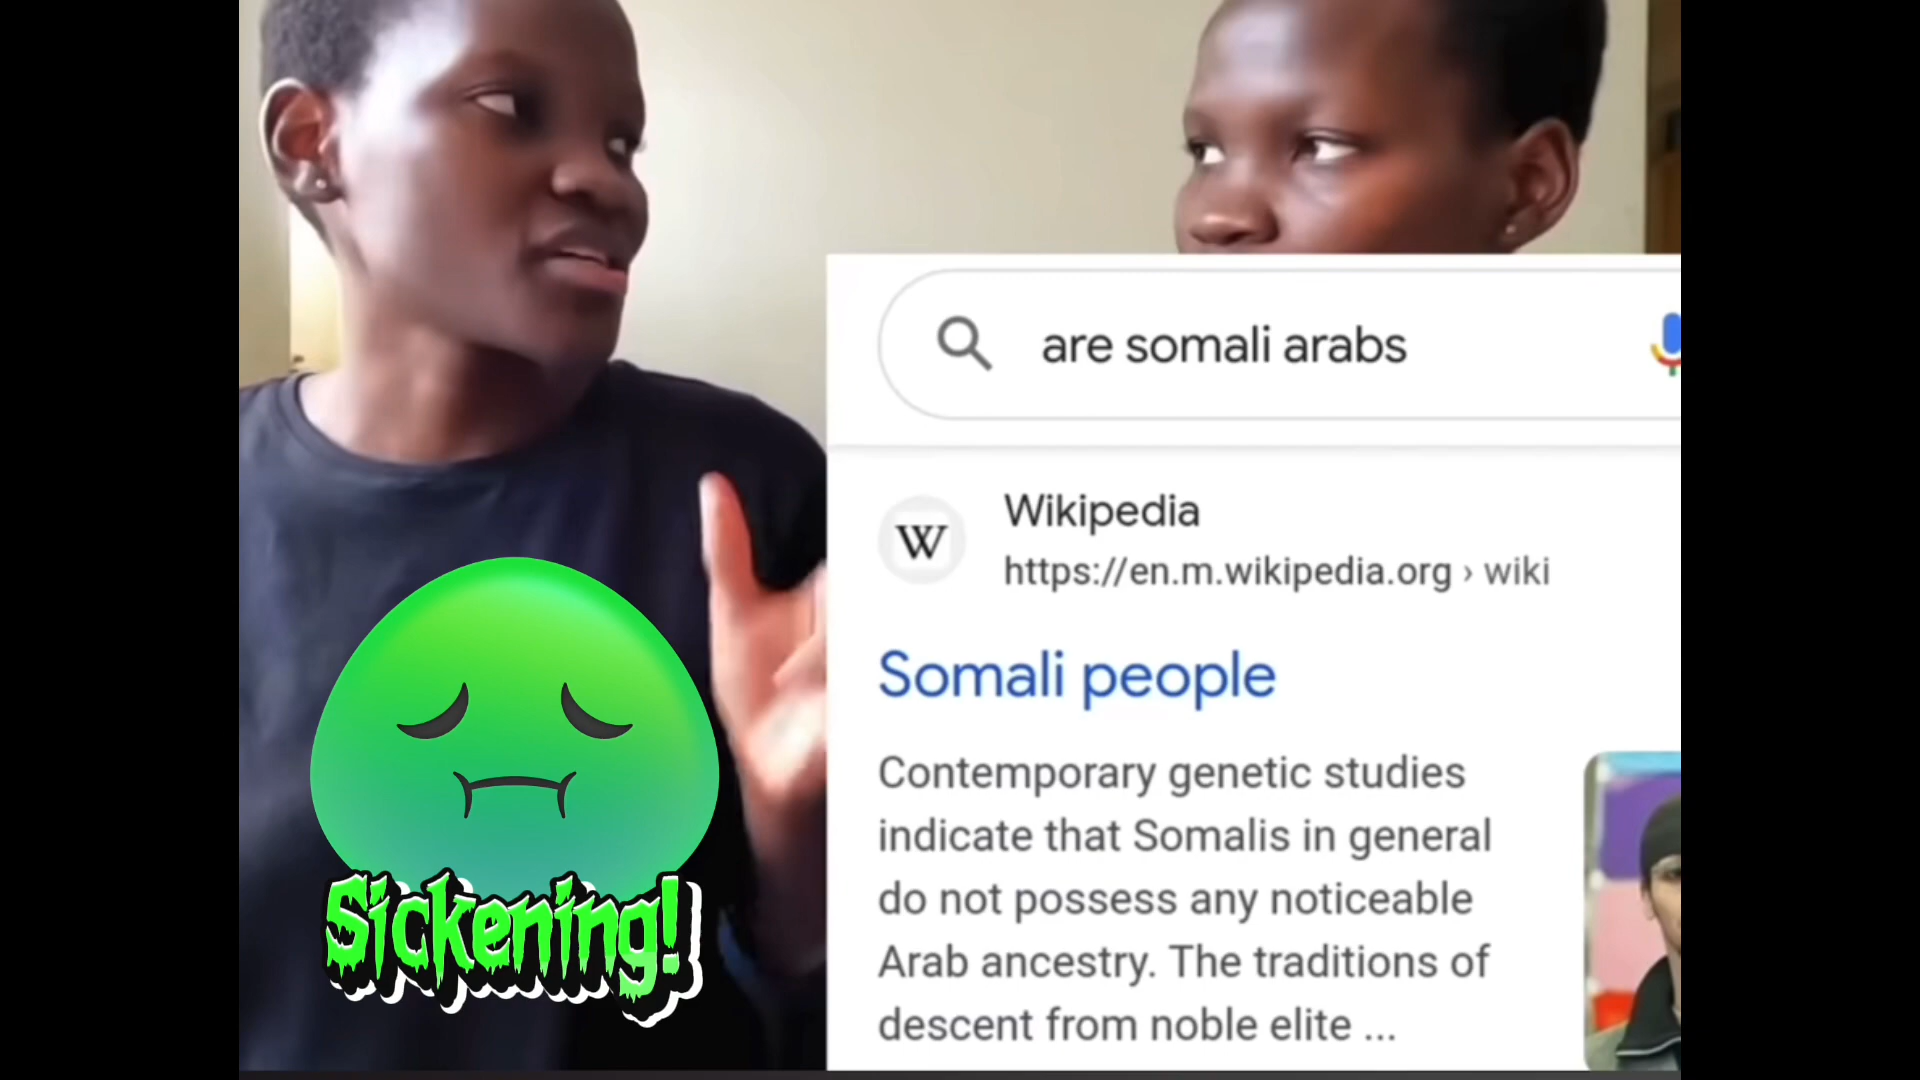 are somali arabs
W
Wikipedia
https://en.m.wikipedia.org › wiki
Somali people
Contemporary genetic studies
indicate that Somalis in general
do not possess any noticeable
Arab ancestry. The traditions of
descent from noble elite ...
Sickening!